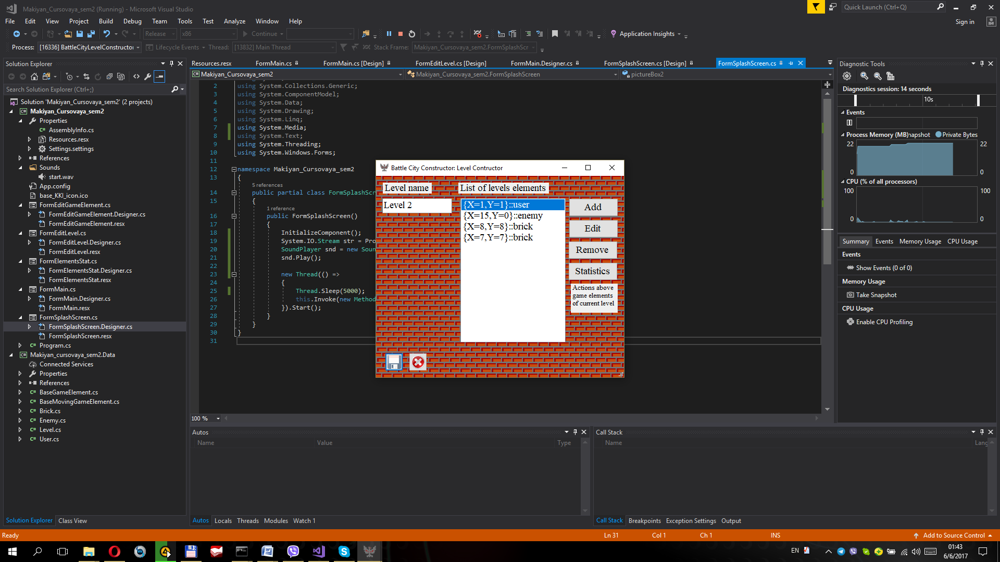 Makiyan_Cursovaya_sem2 (Running) - Microsoft Visual Studio
Quick Launch (Ctrl+Q)
File Edit View Project Build Debug Team Tools Test Analyze Window Help
Sign in
Release x86 Continue Application Insights
Process: [16336] BattleCityLevelConstructor Lifecycle Events Theread: [13832] Main Thread Stack Frame: Makiyan_Cursovaya_sem2.FormSplashScr
Solution Explorer
Search Solution Explorer (Ctrl+;)
Solution 'Makiyan_Cursovaya_sem2' (2 projects)
Makiyan_Cursovaya_sem2
Properties
AssemblyInfo.cs
Resources.resx
Settings.settings
References
Sounds
start.wav
App.config
base_KKI_icon.ico
FormEditGameElement.cs
FormEditGameElement.Designer.cs
FormEditGameElement.resx
FormEditLevel.cs
FormEditLevel.Designer.cs
FormEditLevel.resx
FormElementsStat.cs
FormElementsStat.Designer.cs
FormElementsStat.resx
FormMain.cs
FormMain.Designer.cs
FormMain.resx
FormSplashScreen.cs
FormSplashScreen.Designer.cs
FormSplashScreen.resx
Program.cs
Makiyan_cursovaya_sem2.Data
Connected Services
Properties
References
BaseGameElement.cs
BaseMovingGameElement.cs
Brick.cs
Enemy.cs
Level.cs
User.cs
Solution Explorer Class View
Resources.resx FormMain.cs FormMain.cs [Design] FormEditLevel.cs [Design] FormMain.Designer.cs FormSplashScreen.cs [Design] FormSplashScreen.cs
Makiyan_Cursovaya_sem2 Makiyan_Cursovaya_sem2.FormSplashScreen pictureBox2
2 using System.Collections.Generic;
3 using System.ComponentModel;
4 using System.Data;
5 using System.Drawing;
6 using System.Linq;
7 using System.Media;
8 using System.Text;
9 using System.Threading;
10 using System.Windows.Forms;
11
12 namespace Makiyan_Cursovaya_sem2
13 {
5 references
14 public partial class FormSplashScr
15 {
1 reference
16 public FormSplashScreen()
17 {
18 InitializeComponent();
19 System.IO.Stream str = Pro
20 SoundPlayer snd = new Soun
21 snd.Play();
22
23 new Thread(() =>
24 {
25 Thread.Sleep(5000);
26 this.Invoke(new Method
27 }).Start();
28 }
29 }
30 }
31
100 %
Battle City Constructor: Level Contructor
Level name
Level 2
List of levels elements
{X=1,Y=1}::user
{X=15,Y=0}::enemy
{X=8,Y=8}::brick
{X=7,Y=7}::brick
Add
Edit
Remove
Statistics
Actions above
game elements
of current level
Diagnostic Tools
Diagnostics session: 14 seconds
10s
Events
Process Memory (MB) napshot Private Bytes
22 22
0 0
CPU (% of all processors)
100 100
0 0
Summary Events Memory Usage CPU Usage
Events
Show Events (0 of 0)
Memory Usage
Take Snapshot
CPU Usage
Enable CPU Profiling
Autos
Name Value Type
Autos Locals Threads Modules Watch 1
Call Stack
Name Lang
Call Stack Breakpoints Exception Settings Output
Ready Ln 31 Col 1 Ch 1 INS Add to Source Control
EN
01:43
6/6/2017